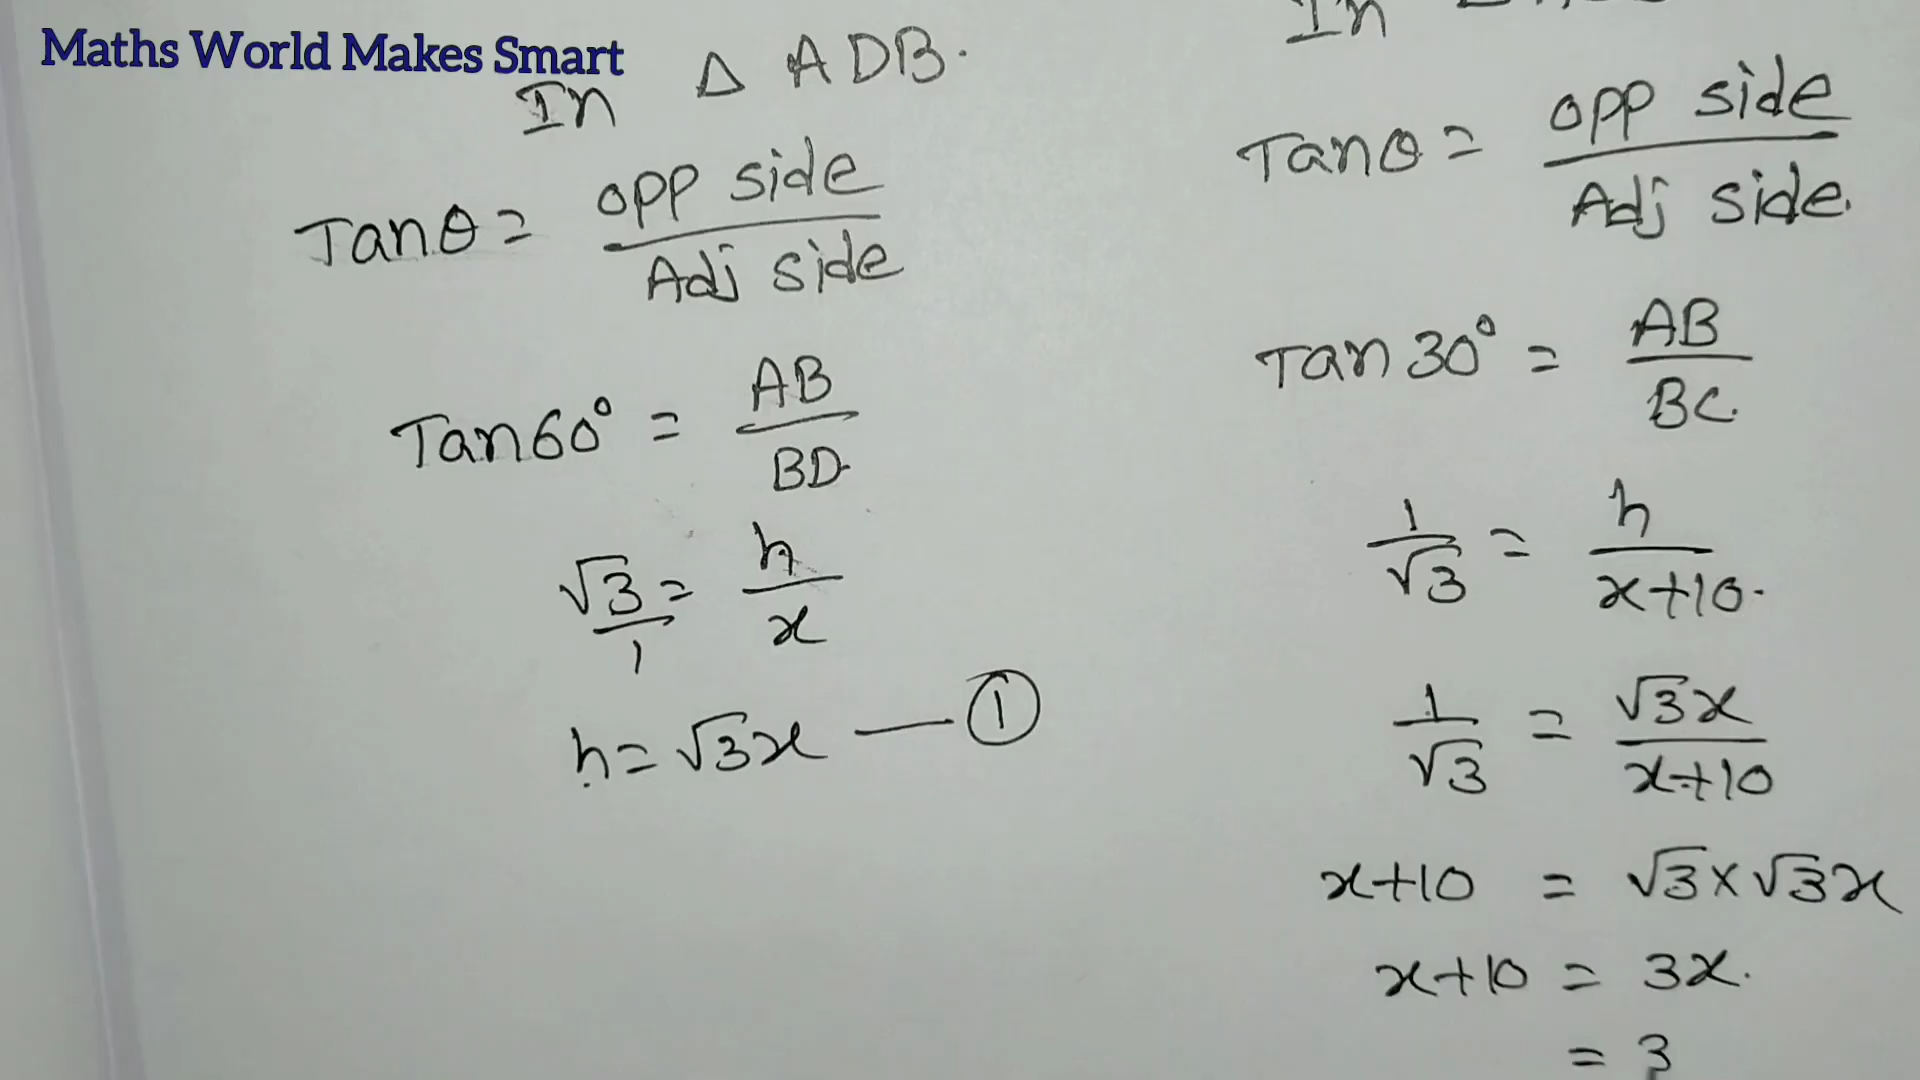 Maths World Makes Smart
In △ ADB.
Tanθ = opp side / Adj side
Tan60° = AB / BD
√3 / 1 = h / x
h = √3x — ①
In
Tanθ = opp side / Adj side.
Tan 30° = AB / BC
1 / √3 = h / x+10
1 / √3 = √3x / x+10
x+10 = √3×√3x
x+10 = 3x.
= 3